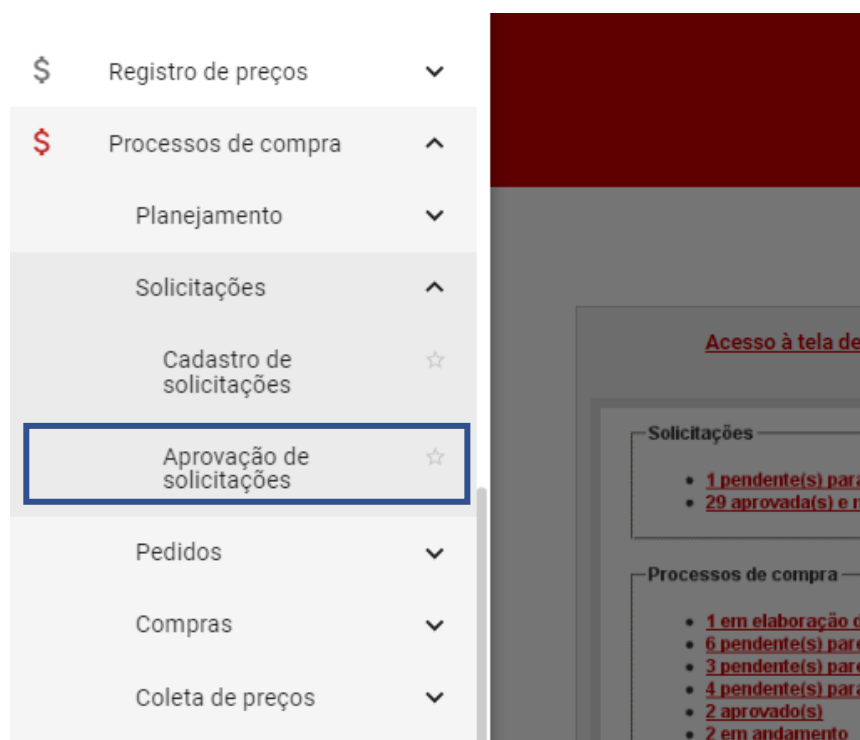 $ Registro de preços
$ Processos de compra
Planejamento
Solicitações
Cadastro de
solicitações
Aprovação de
solicitações
Pedidos
Compras
Coleta de preços
Acesso à tela de
Solicitações
1 pendente(s) para
29 aprovada(s) e
Processos de compra
1 em elaboração
6 pendente(s)
3 pendente(s)
4 pendente(s) para
2 aprovado(s)
2 em andamento